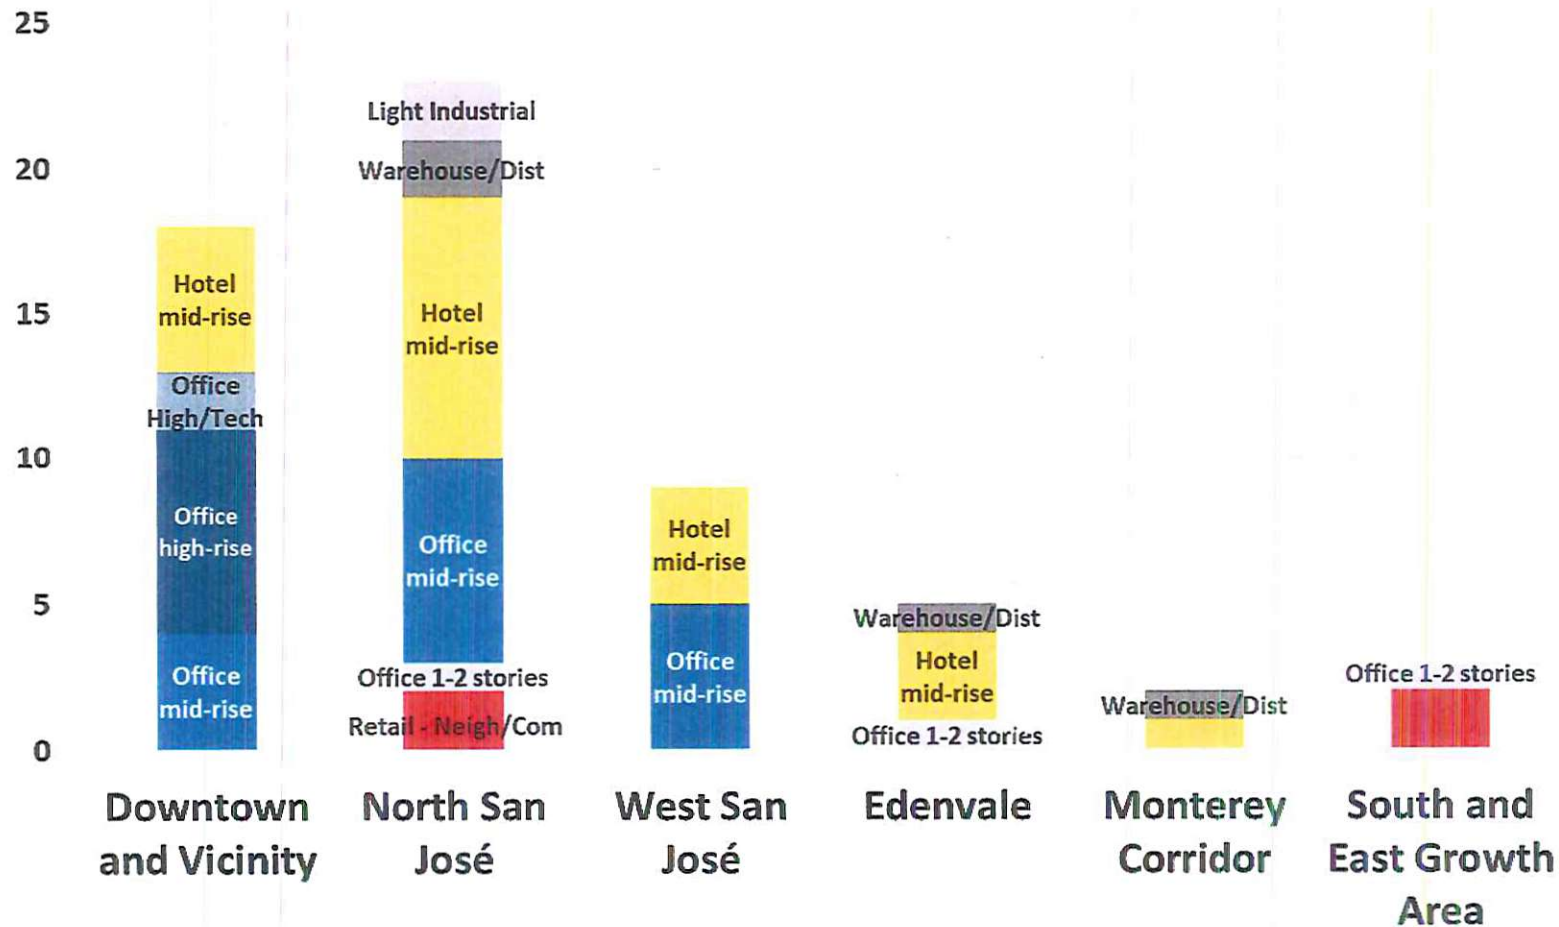 25
20
15
10
5
0
Hotel
mid-rise
Office
High/Tech
Office
high-rise
Office
mid-rise
Light Industrial
Warehouse/Dist
Hotel
mid-rise
Office
mid-rise
Office 1-2 stories
Retail - Neigh/Com
Hotel
mid-rise
Office
mid-rise
Warehouse/Dist
Hotel
mid-rise
Office 1-2 stories
Warehouse/Dist
Office 1-2 stories
Downtown
and Vicinity
North San
José
West San
José
Edenvale
Monterey
Corridor
South and
East Growth
Area